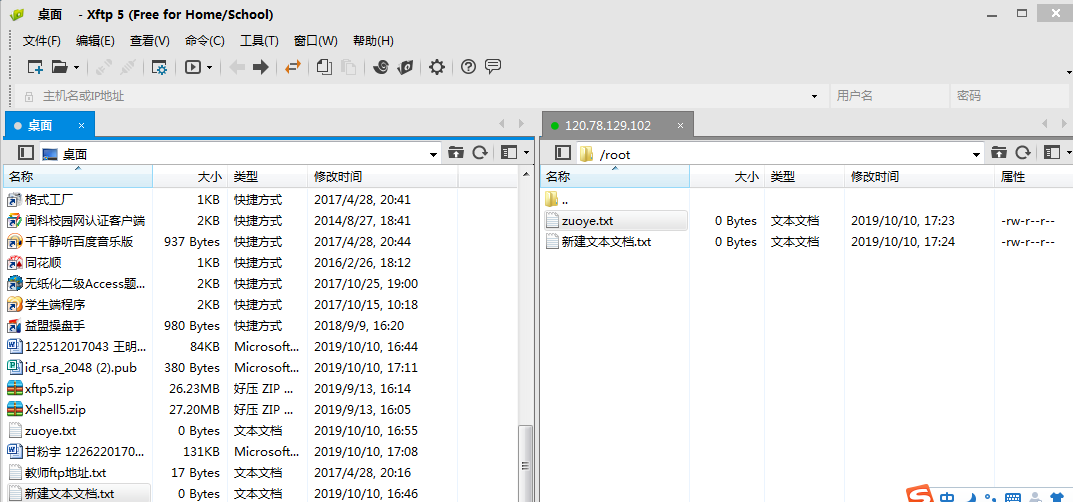 桌面 - Xftp 5 (Free for Home/School)
文件(F) 编辑(E) 查看(V) 命令(C) 工具(T) 窗口(W) 帮助(H)
主机名或IP地址 用户名 密码
桌面 ×
桌面
名称 大小 类型 修改时间
格式工厂 1KB 快捷方式 2017/4/28, 20:41
闽科校园网认证客户端 2KB 快捷方式 2014/8/27, 18:41
千千静听百度音乐版 937 Bytes 快捷方式 2017/4/28, 20:44
同花顺 1KB 快捷方式 2016/2/26, 18:12
无纸化二级Access题... 2KB 快捷方式 2017/10/25, 19:00
学生端程序 2KB 快捷方式 2017/10/15, 10:18
益盟操盘手 980 Bytes 快捷方式 2018/9/9, 16:20
122512017043 王明... 84KB Microsoft... 2019/10/10, 16:44
id_rsa_2048 (2).pub 380 Bytes Microsoft... 2019/10/10, 17:11
xftp5.zip 26.23MB 好压 ZIP ... 2019/9/13, 16:14
Xshell5.zip 27.20MB 好压 ZIP ... 2019/9/13, 16:05
zuoye.txt 0 Bytes 文本文档 2019/10/10, 16:55
甘粉宇 1226220170... 131KB Microsoft... 2019/10/10, 17:08
教师ftp地址.txt 17 Bytes 文本文档 2017/4/28, 20:16
新建文本文档.txt 0 Bytes 文本文档 2019/10/10, 16:46
120.78.129.102 ×
/root
名称 大小 类型 修改时间 属性
..
zuoye.txt 0 Bytes 文本文档 2019/10/10, 17:23 -rw-r--r--
新建文本文档.txt 0 Bytes 文本文档 2019/10/10, 17:24 -rw-r--r--
中